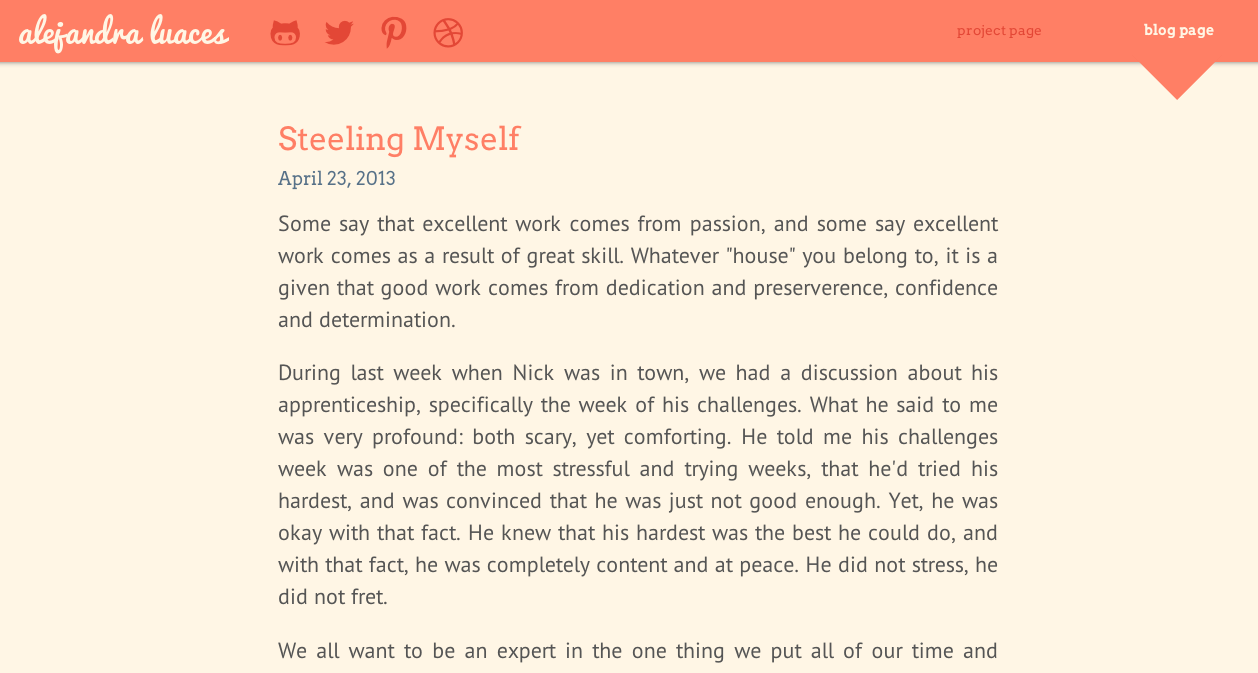 alejandra luaces
project page
blog page
Steeling Myself
April 23, 2013
Some say that excellent work comes from passion, and some say excellent
work comes as a result of great skill. Whatever "house" you belong to, it is a
given that good work comes from dedication and preserverence, confidence
and determination.
During last week when Nick was in town, we had a discussion about his
apprenticeship, specifically the week of his challenges. What he said to me
was very profound: both scary, yet comforting. He told me his challenges
week was one of the most stressful and trying weeks, that he'd tried his
hardest, and was convinced that he was just not good enough. Yet, he was
okay with that fact. He knew that his hardest was the best he could do, and
with that fact, he was completely content and at peace. He did not stress, he
did not fret.
We all want to be an expert in the one thing we put all of our time and